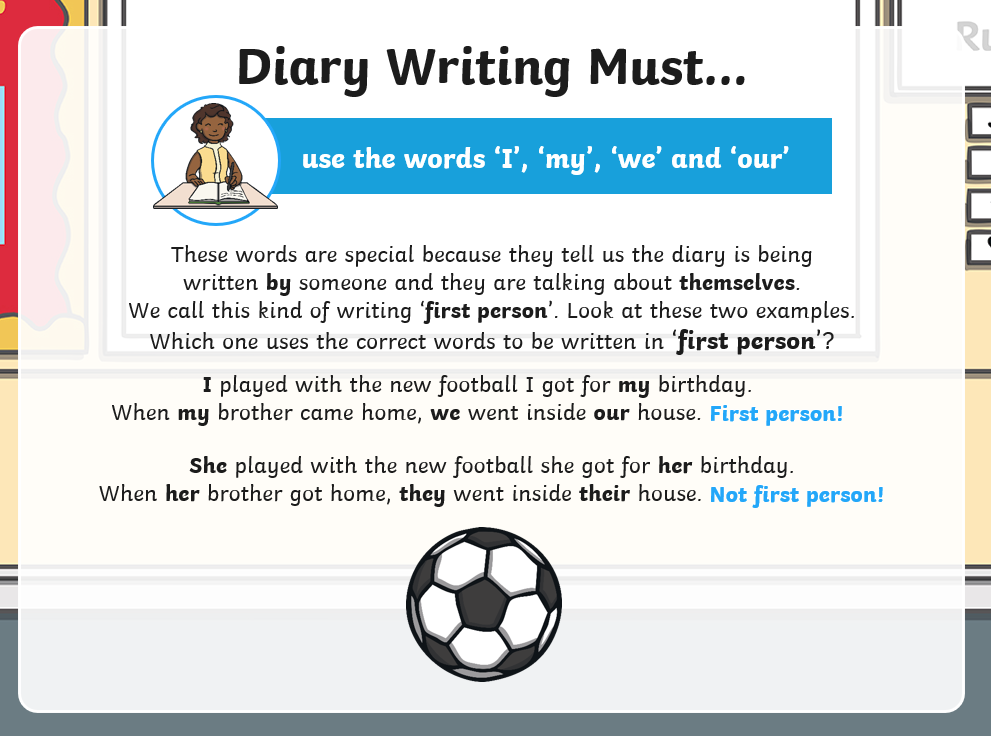 Diary Writing Must...
use the words ‘I’, ‘my’, ‘we’ and ‘our’
These words are special because they tell us the diary is being
written by someone and they are talking about themselves.
We call this kind of writing ‘first person’. Look at these two examples.
Which one uses the correct words to be written in ‘first person’?
I played with the new football I got for my birthday.
When my brother came home, we went inside our house. First person!
She played with the new football she got for her birthday.
When her brother got home, they went inside their house. Not first person!